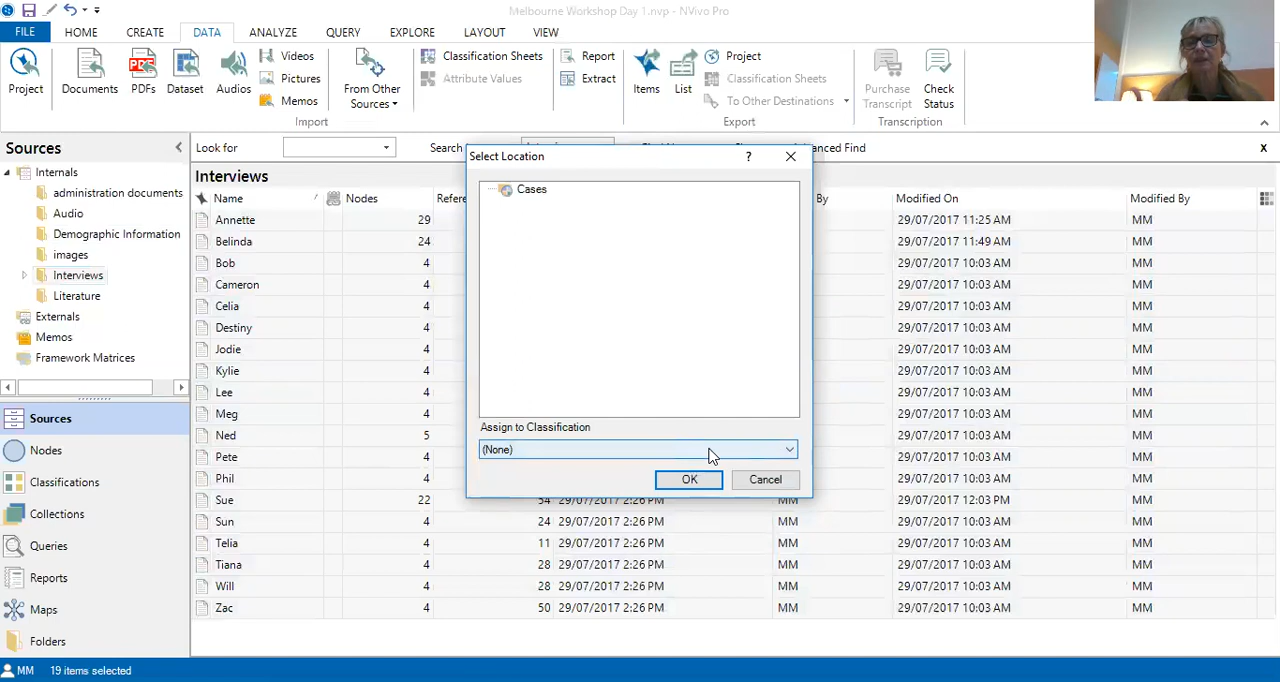 Melbourne Workshop Day 1.nvp - NVivo Pro
FILE HOME CREATE DATA ANALYZE QUERY EXPLORE LAYOUT VIEW
Project
Documents
PDFs
Dataset
Audios
Videos
Pictures
Memos
From Other Sources
Import
Classification Sheets
Attribute Values
Report
Extract
Items
List
Project
Classification Sheets
To Other Destinations
Export
Purchase Transcript
Check Status
Transcription
Sources
Internals
administration documents
Audio
Demographic Information
images
Interviews
Literature
Externals
Memos
Framework Matrices
Sources
Nodes
Classifications
Collections
Queries
Reports
Maps
Folders
Look for
x
Interviews
Name Nodes By Modified On Modified By
Annette 29 29/07/2017 11:25 AM MM
Belinda 24 29/07/2017 11:49 AM MM
Bob 4 29/07/2017 10:03 AM MM
Cameron 4 29/07/2017 10:03 AM MM
Celia 4 29/07/2017 10:03 AM MM
Destiny 4 29/07/2017 10:03 AM MM
Jodie 4 29/07/2017 10:03 AM MM
Kylie 4 29/07/2017 10:03 AM MM
Lee 4 29/07/2017 10:03 AM MM
Meg 4 29/07/2017 10:03 AM MM
Ned 5 29/07/2017 10:03 AM MM
Pete 4 29/07/2017 10:03 AM MM
Phil 4 29/07/2017 10:03 AM MM
Sue 22 54 29/07/2017 2:26 PM MM 29/07/2017 12:03 PM MM
Sun 4 24 29/07/2017 2:26 PM MM 29/07/2017 10:03 AM MM
Telia 4 11 29/07/2017 2:26 PM MM 29/07/2017 10:03 AM MM
Tiana 4 28 29/07/2017 2:26 PM MM 29/07/2017 10:03 AM MM
Will 4 28 29/07/2017 2:26 PM MM 29/07/2017 10:03 AM MM
Zac 4 50 29/07/2017 2:26 PM MM 29/07/2017 10:03 AM MM
Select Location ?
Cases
Assign to Classification
(None)
OK Cancel
MM 19 items selected